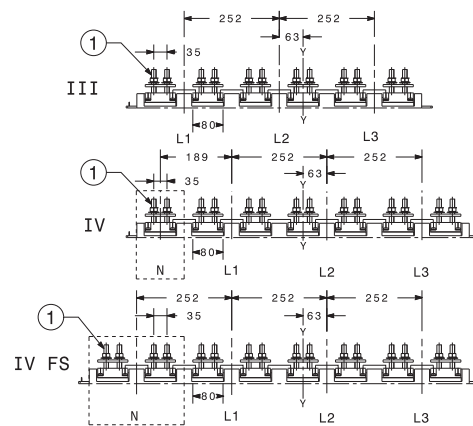 252 252
1 35 63 Y
III
Y
80
L1 L2 L3
189 252 252
1 35 63 Y
IV
80 Y
N L1 L2 L3
252 252 252
1 35 63 Y
IV FS
80 Y
N L1 L2 L3